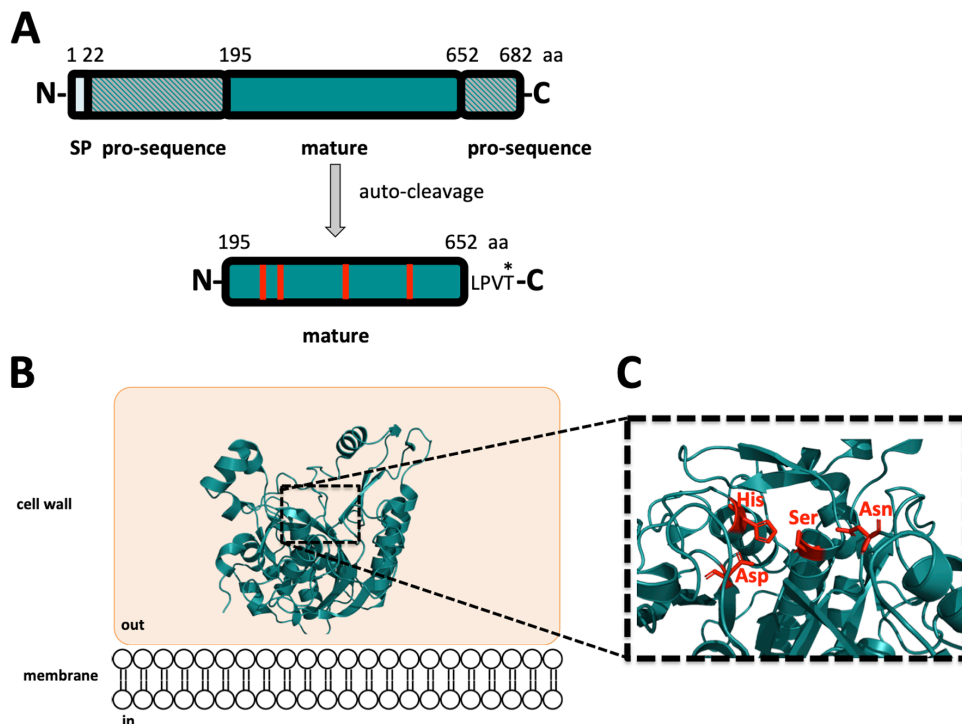 A
1 22 195 652 682 aa
N- -C
SP pro-sequence mature pro-sequence
auto-cleavage
195 652 aa
*
N- LPVT-C
mature
B
C
cell wall
His
Ser
Asn
Asp
out
membrane
in